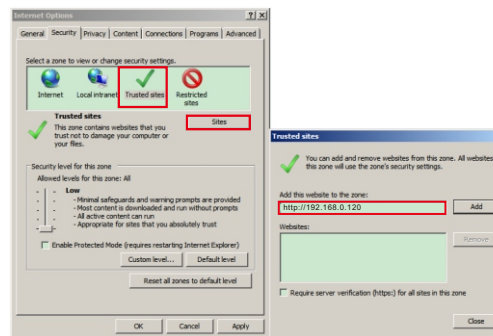 Internet Options
General Security Privacy Content Connections Programs Advanced
Select a zone to view or change security settings.
Internet Local intranet Trusted sites Restricted sites
Trusted sites
This zone contains websites that you
trust not to damage your computer or
your files.
Sites
Security level for this zone
Allowed levels for this zone: All
Low
- Minimal safeguards and warning prompts are provided
- Most content is downloaded and run without prompts
- All active content can run
- Appropriate for sites that you absolutely trust
Enable Protected Mode (requires restarting Internet Explorer)
Custom level... Default level
Reset all zones to default level
OK Cancel Apply
Trusted sites
You can add and remove websites from this zone. All websites
this zone will use the zone's security settings.
Add this website to the zone:
http://192.168.0.120 Add
Websites:
Remove
Require server verification (https:) for all sites in this zone
Close